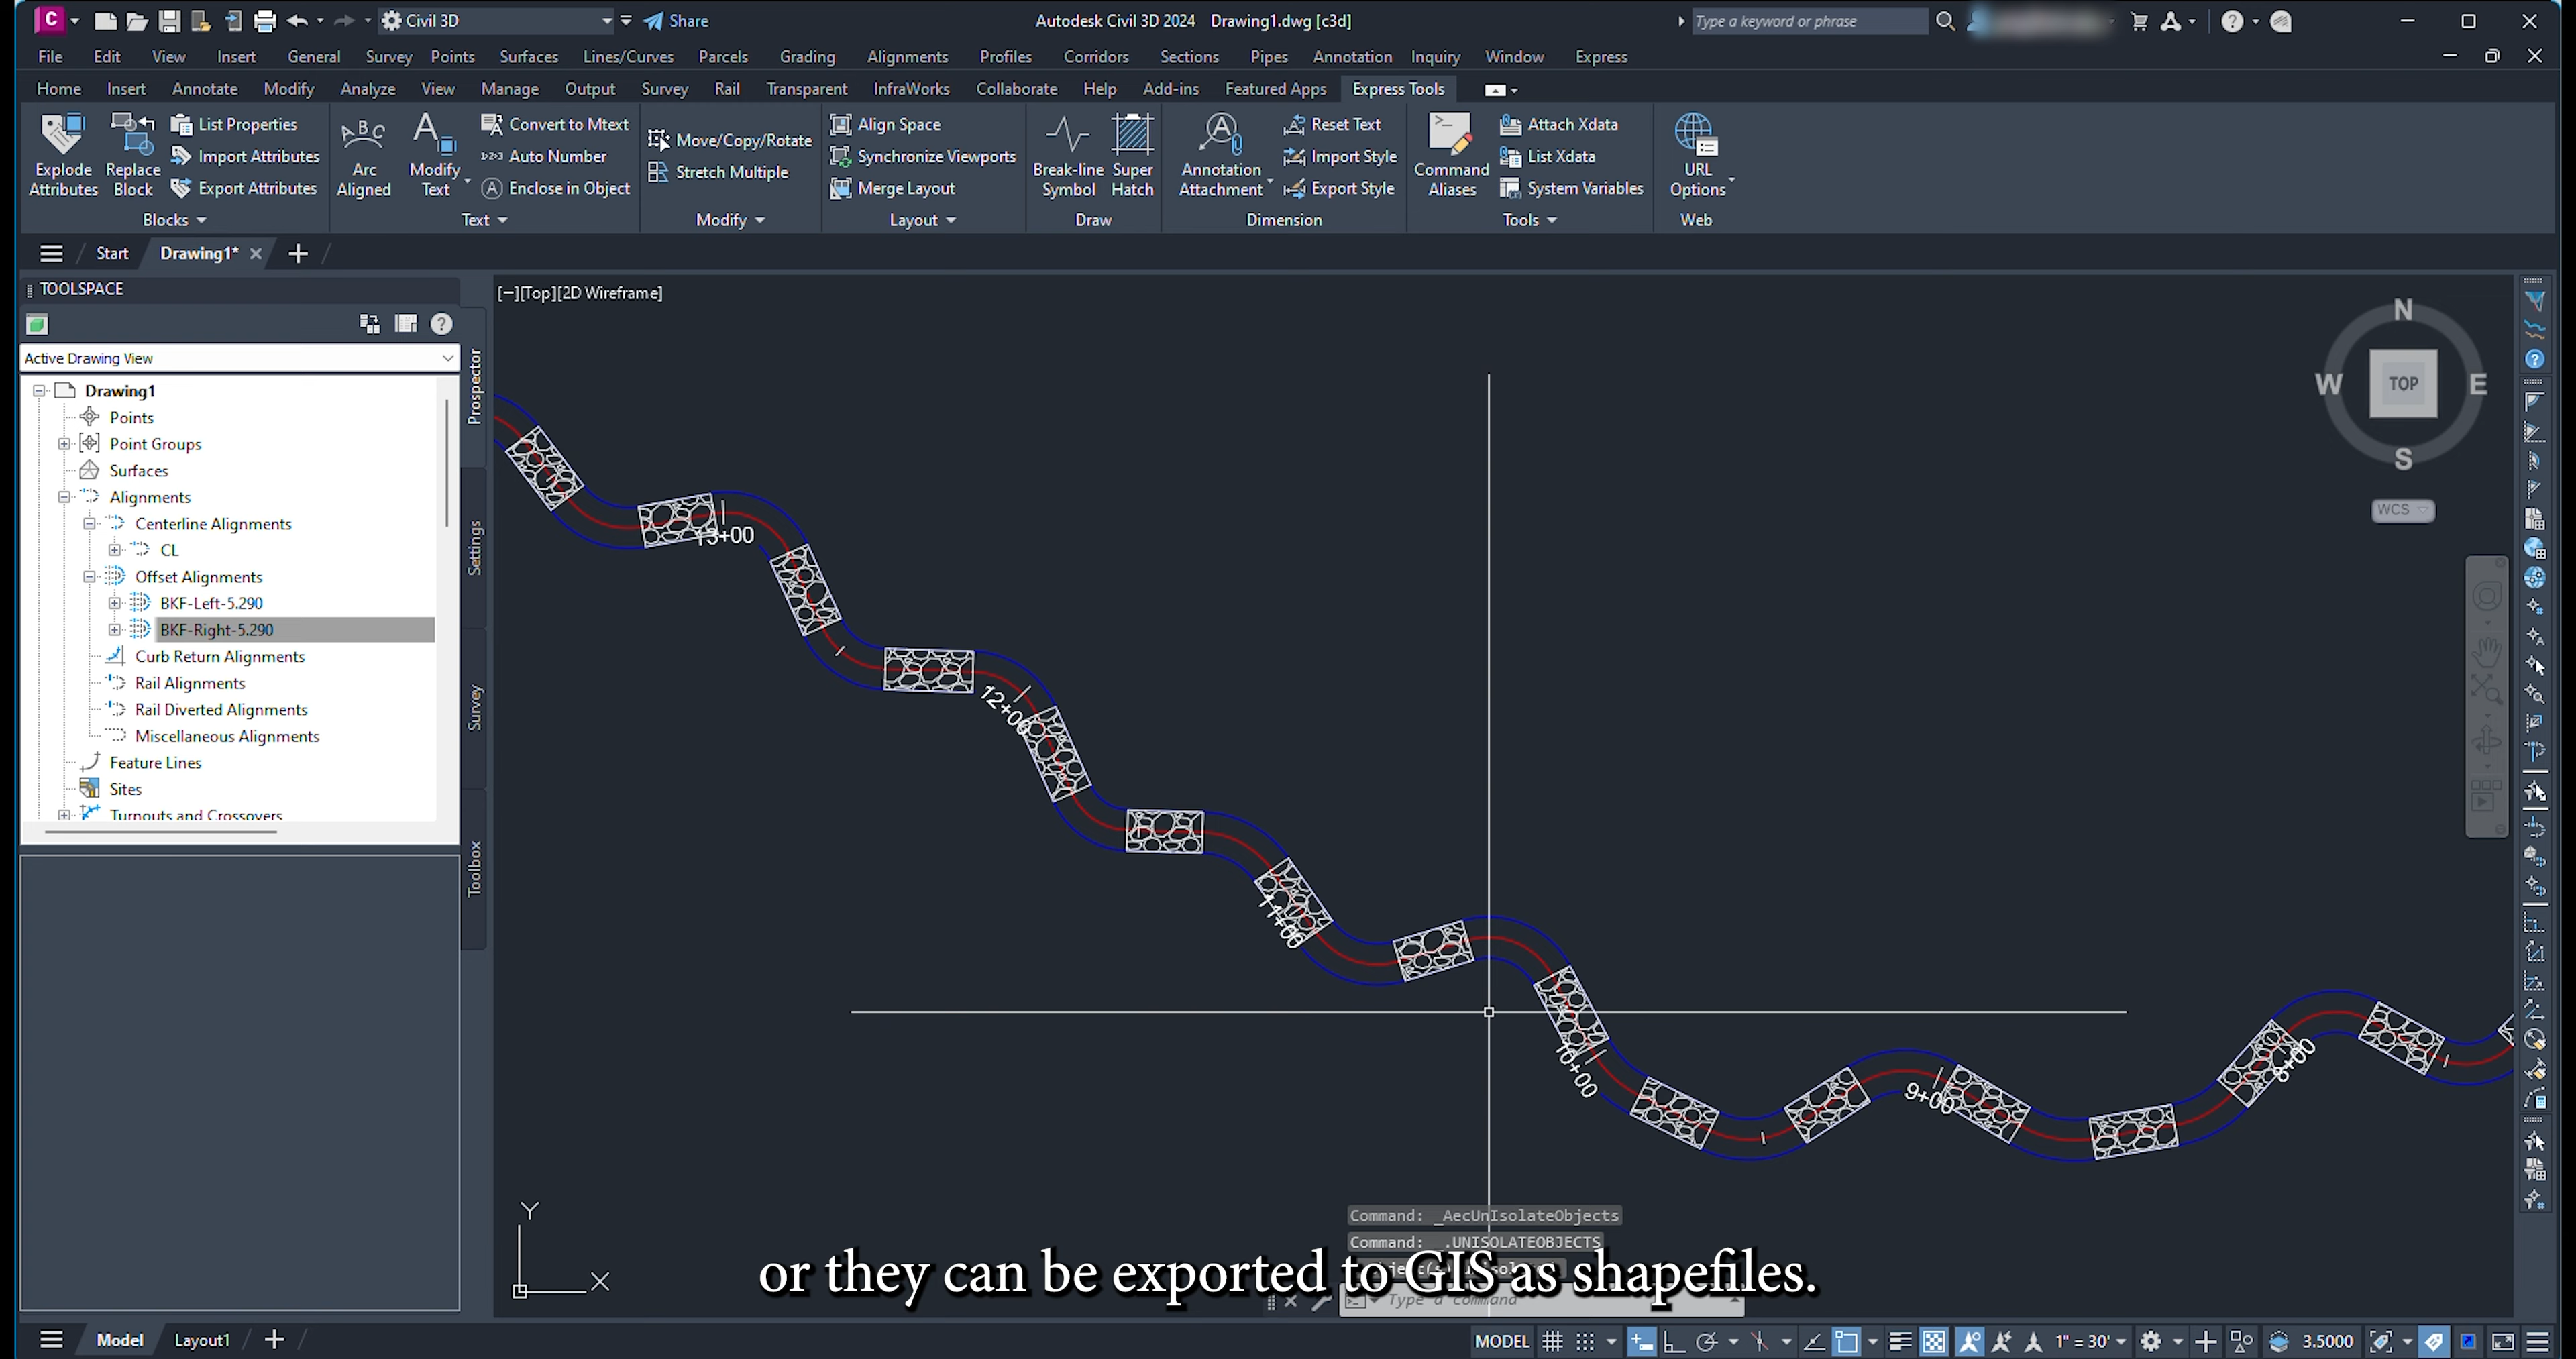 C Civil 3D Share Autodesk Civil 3D 2024 Drawing1.dwg [c3d] Type a keyword or phrase
File Edit View Insert General Survey Points Surfaces Lines/Curves Parcels Grading Alignments Profiles Corridors Sections Pipes Annotation Inquiry Window Express
Home Insert Annotate Modify Analyze View Manage Output Survey Rail Transparent InfraWorks Collaborate Help Add-ins Featured Apps Express Tools
Explode Attributes
Replace Block
List Properties
Import Attributes
Export Attributes
Blocks
Arc Aligned
Modify Text
Convert to Mtext
Auto Number
Enclose in Object
Text
Move/Copy/Rotate
Stretch Multiple
Modify
Align Space
Synchronize Viewports
Merge Layout
Layout
Break-line Symbol
Super Hatch
Draw
Annotation Attachment
Reset Text
Import Style
Export Style
Dimension
Command Aliases
Attach Xdata
List Xdata
System Variables
Tools
URL Options
Web
Start Drawing1*
TOOLSPACE
Active Drawing View
Drawing1
Points
Point Groups
Surfaces
Alignments
Centerline Alignments
CL
Offset Alignments
BKF-Left-5.290
BKF-Right-5.290
Curb Return Alignments
Rail Alignments
Rail Diverted Alignments
Miscellaneous Alignments
Feature Lines
Sites
Turnouts and Crossovers
Prospector
Settings
Survey
Toolbox
[−][Top][2D Wireframe]
N
W TOP E
S
WCS
13+00
12+00
11+00
10+00
9+00
8+00
Y
X
Command: _AecUnIsolateObjects
Command: _.UNISOLATEOBJECTS
or they can be exported to GIS as shapefiles.
Type a command
Model Layout1
MODEL 1" = 30' 3.5000